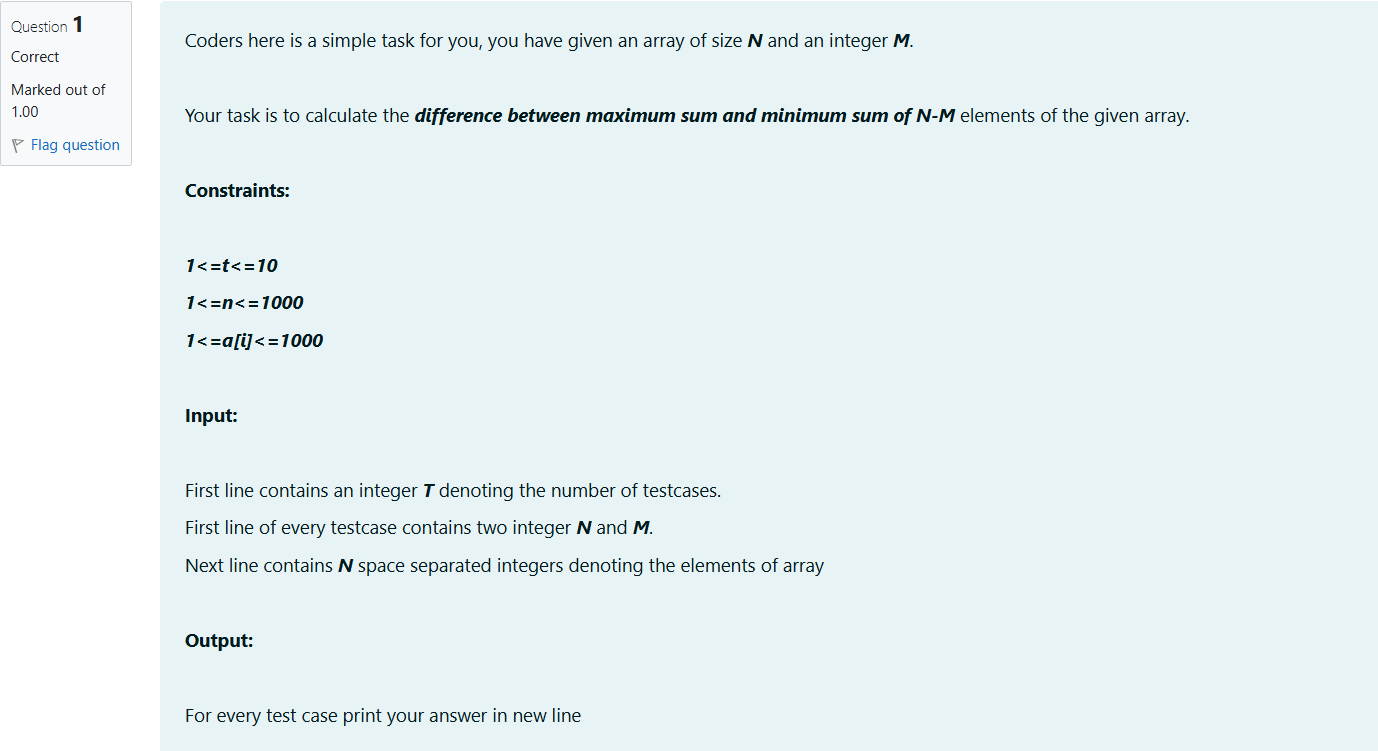 Question 1
Correct
Marked out of
1.00
Flag question
Coders here is a simple task for you, you have given an array of size N and an integer M.
Your task is to calculate the difference between maximum sum and minimum sum of N-M elements of the given array.
Constraints:
1<=t<=10
1<=n<=1000
1<=a[i]<=1000
Input:
First line contains an integer T denoting the number of testcases.
First line of every testcase contains two integer N and M.
Next line contains N space separated integers denoting the elements of array
Output:
For every test case print your answer in new line